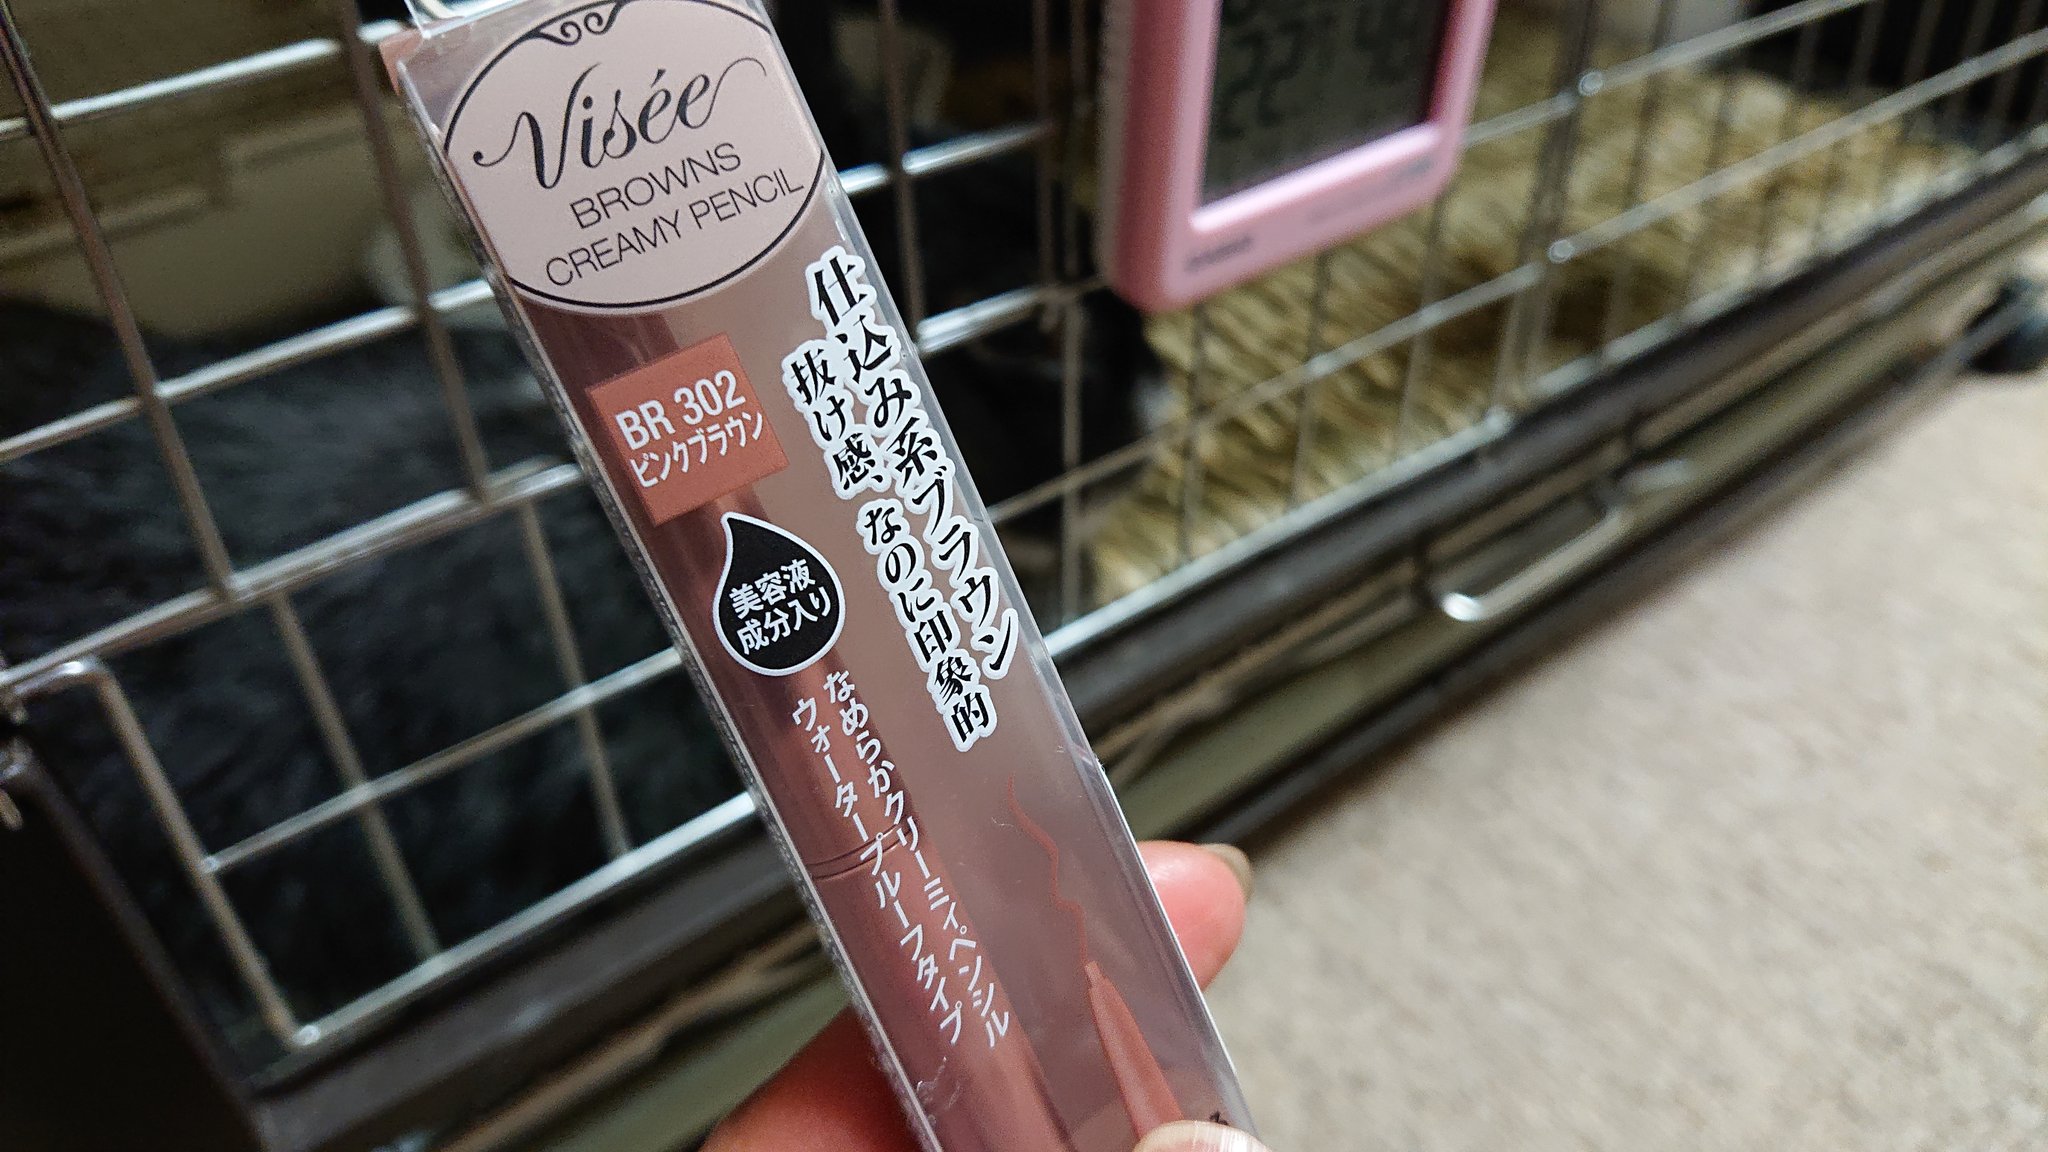 Visée
BROWNS
CREAMY PENCIL
仕込み系ブラウン
抜け感、なのに印象的
BR 302
ピンクブラウン
美容液
成分入り
なめらかクリーミィペンシル
ウォータープルーフタイプ